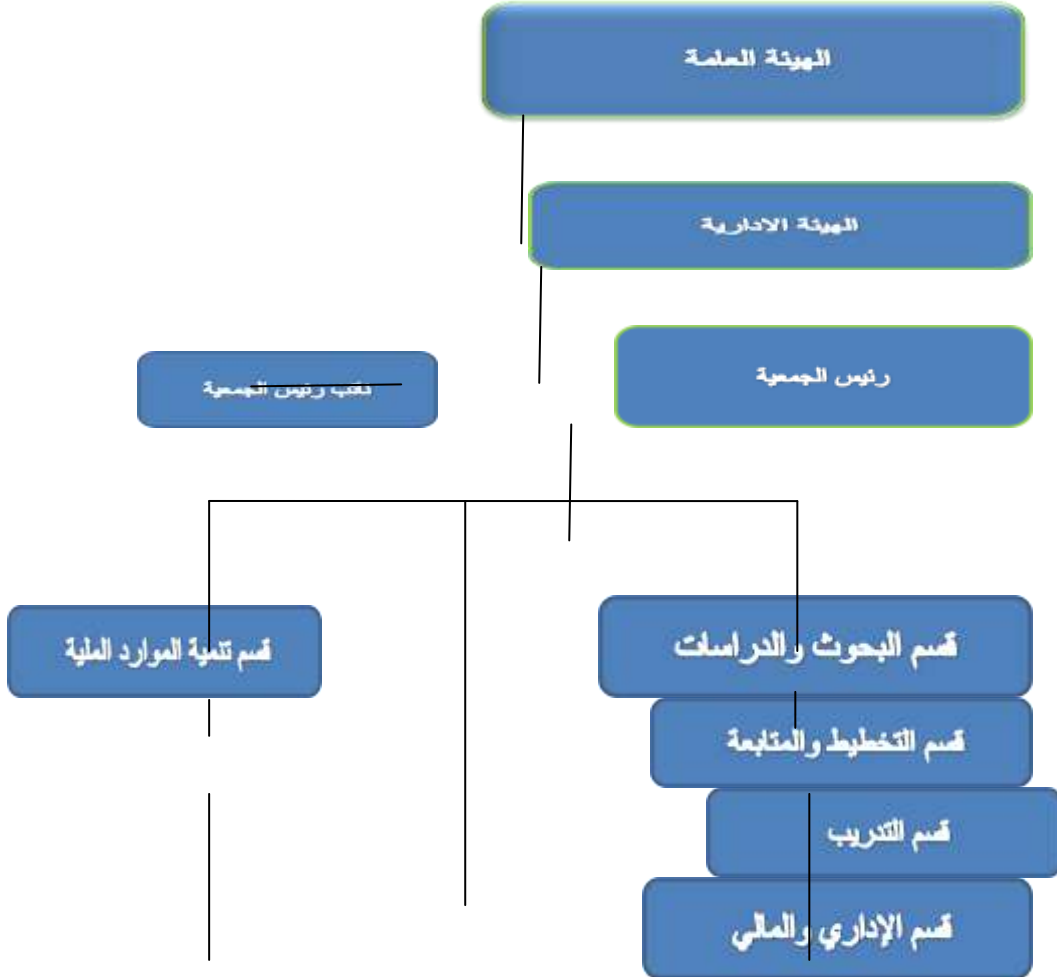 الهيئة العامة
الهيئة الادارية
رئيس الجمعية
نائب رئيس الجمعية
قسم البحوث والدراسات
قسم تنمية الموارد الملية
قسم التخطيط والمتابعة
قسم التدريب
قسم الإداري والمالي